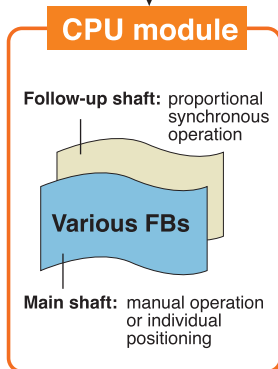 CPU module
Follow-up shaft: proportional
synchronous
operation
Various FBs
Main shaft: manual operation
or individual
positioning